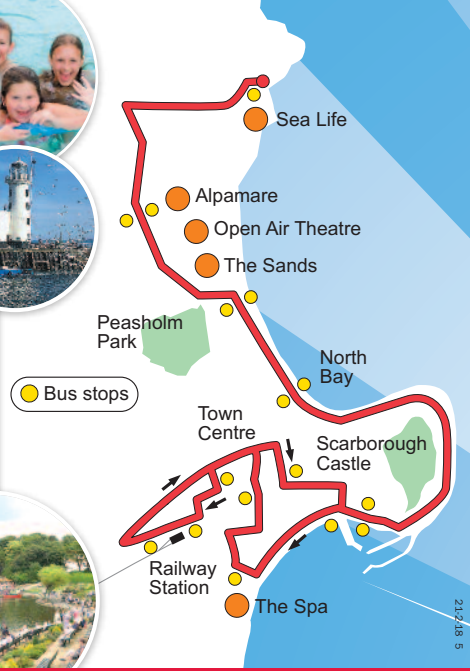 Sea Life
Alpamare
Open Air Theatre
The Sands
Peasholm
Park
North
Bay
Bus stops
Town
Centre
Scarborough
Castle
Railway
Station
The Spa
21·2·18 5